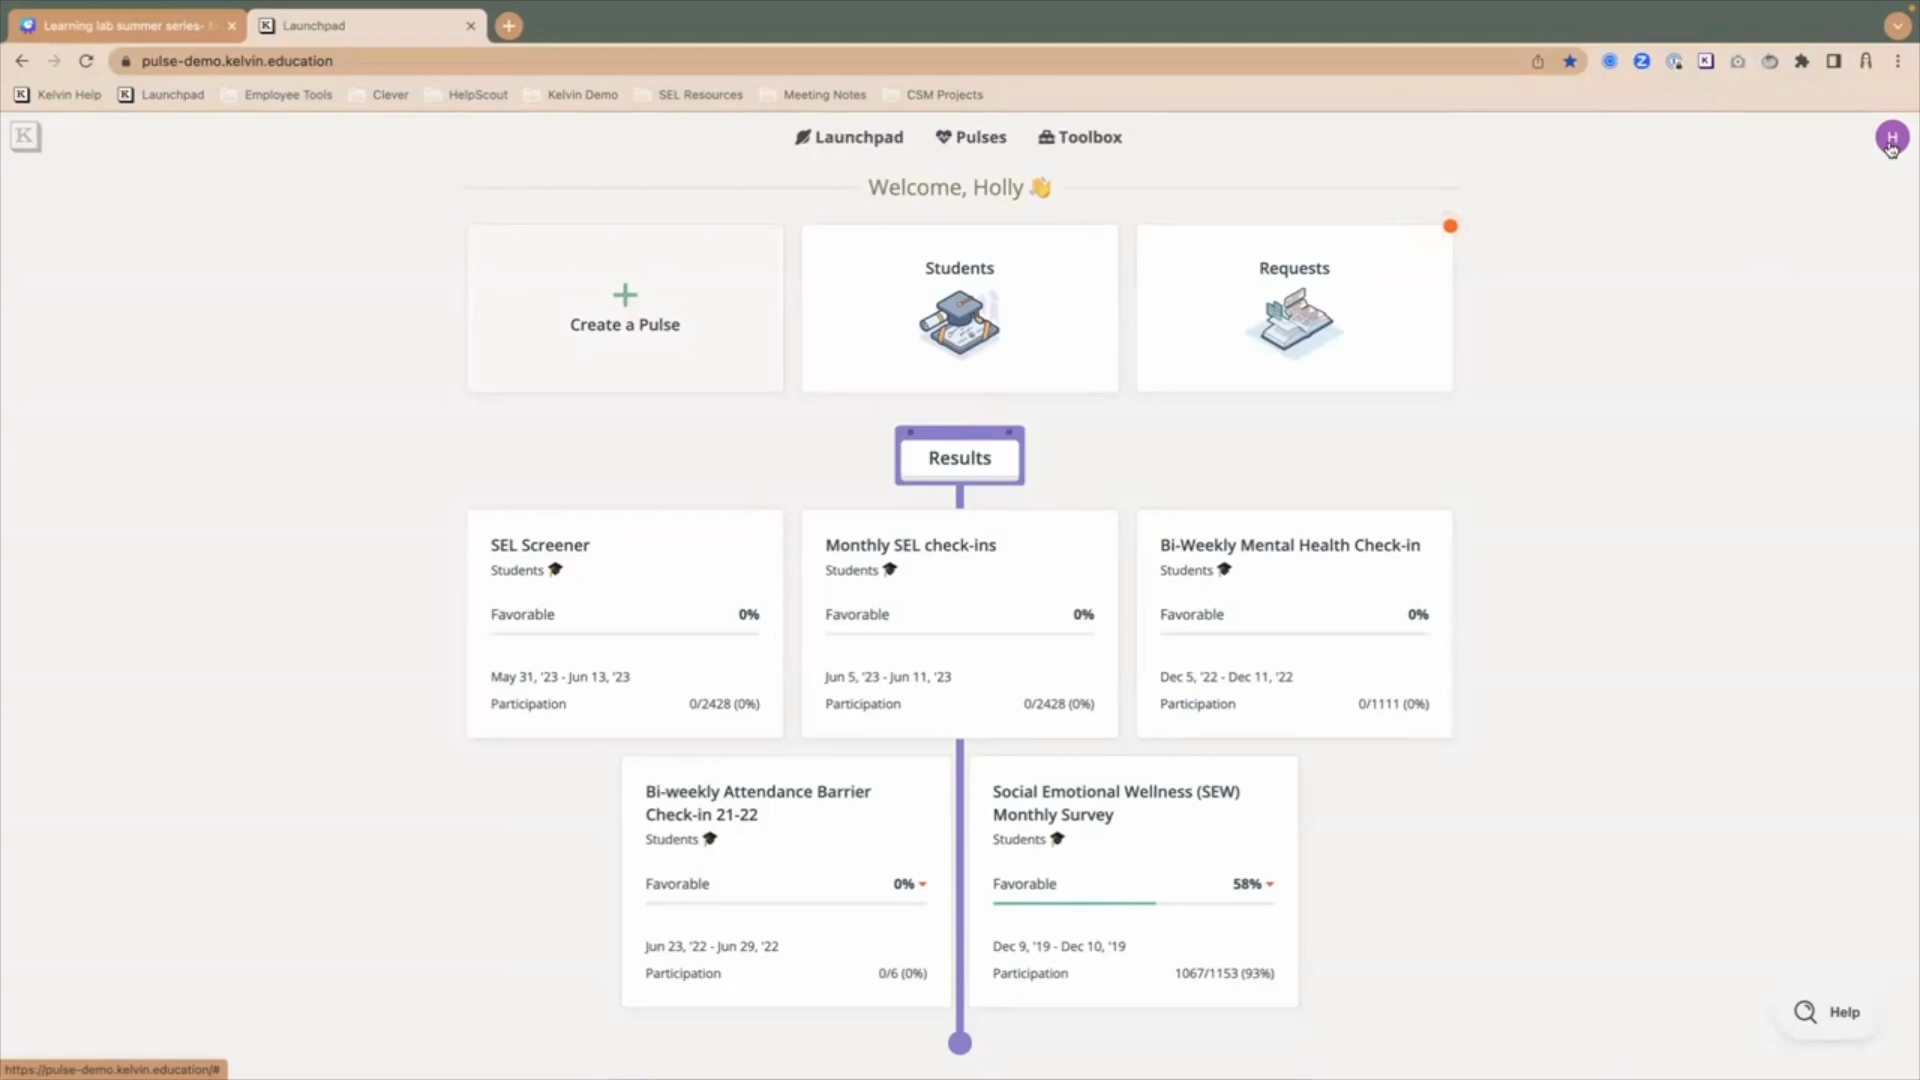 Learning lab summer series-
Launchpad
pulse-demo.kelvin.education
Kelvin Help
Launchpad
Employee Tools
Clever
HelpScout
Kelvin Demo
SEL Resources
Meeting Notes
CSM Projects
K
Launchpad
Pulses
Toolbox
H
Welcome, Holly 👋
Create a Pulse
Students
Requests
Results
SEL Screener
Students
Favorable 0%
May 31, '23 - Jun 13, '23
Participation 0/2428 (0%)
Monthly SEL check-ins
Students
Favorable 0%
Jun 5, '23 - Jun 11, '23
Participation 0/2428 (0%)
Bi-Weekly Mental Health Check-in
Students
Favorable 0%
Dec 5, '22 - Dec 11, '22
Participation 0/1111 (0%)
Bi-weekly Attendance Barrier
Check-in 21-22
Students
Favorable 0%
Jun 23, '22 - Jun 29, '22
Participation 0/6 (0%)
Social Emotional Wellness (SEW)
Monthly Survey
Students
Favorable 58%
Dec 9, '19 - Dec 10, '19
Participation 1067/1153 (93%)
Help
https://pulse-demo.kelvin.education/#